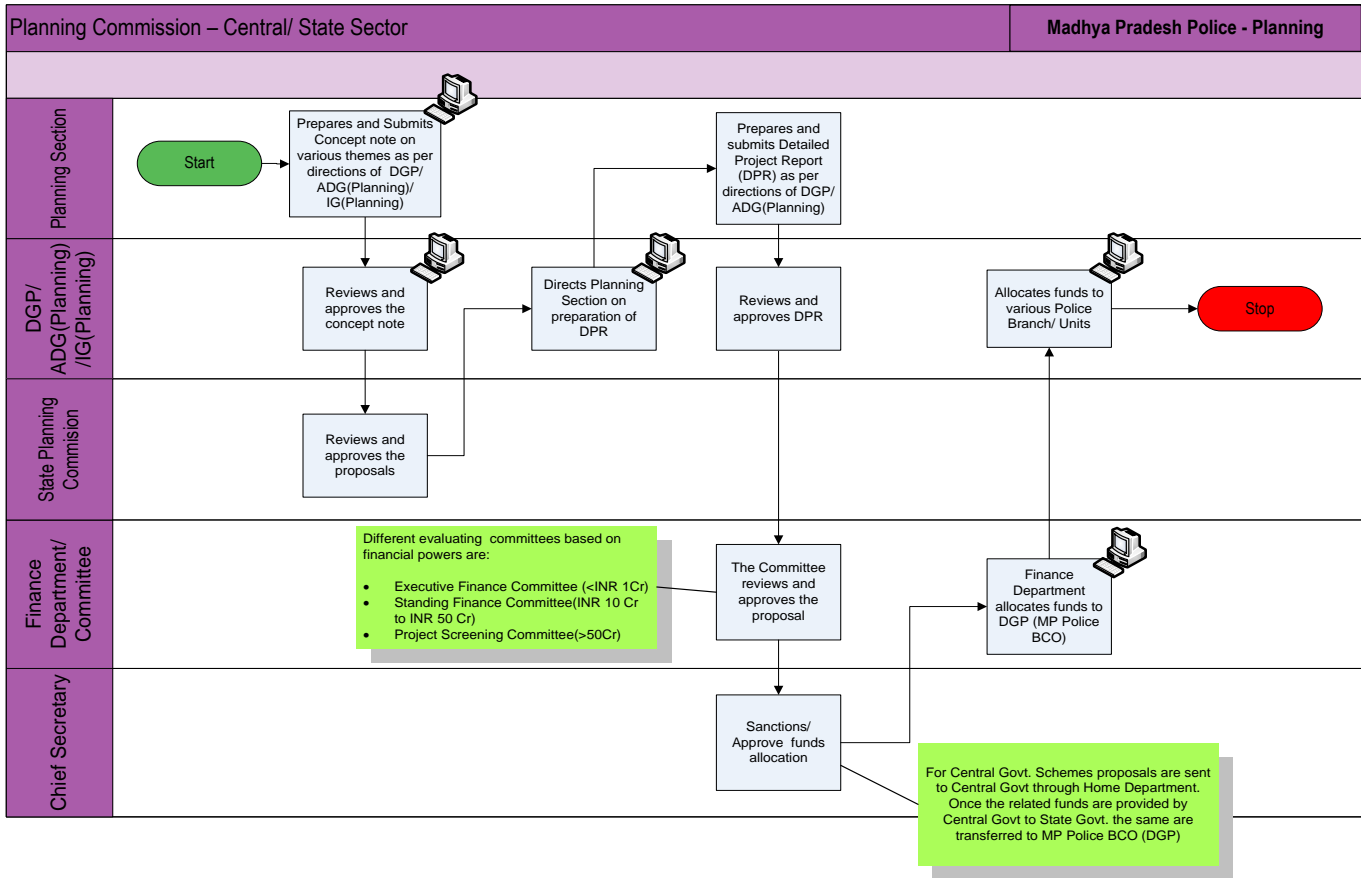 Planning Commission – Central/ State Sector
Madhya Pradesh Police - Planning
Planning Section
Start
Prepares and Submits
Concept note on
various themes as per
directions of DGP/
ADG(Planning)/
IG(Planning)
Prepares and
submits Detailed
Project Report
(DPR) as per
directions of DGP/
ADG(Planning)
DGP/
ADG(Planning)
/IG(Planning)
Reviews and
approves the
concept note
Directs Planning
Section on
preparation of
DPR
Reviews and
approves DPR
Allocates funds to
various Police
Branch/ Units
Stop
State Planning
Commision
Reviews and
approves the
proposals
Finance
Department/
Committee
Different evaluating committees based on
financial powers are:
• Executive Finance Committee (<INR 1Cr)
• Standing Finance Committee(INR 10 Cr
to INR 50 Cr)
• Project Screening Committee(>50Cr)
The Committee
reviews and
approves the
proposal
Finance
Department
allocates funds to
DGP (MP Police
BCO)
Chief Secretary
Sanctions/
Approve funds
allocation
For Central Govt. Schemes proposals are sent
to Central Govt through Home Department.
Once the related funds are provided by
Central Govt to State Govt. the same are
transferred to MP Police BCO (DGP)